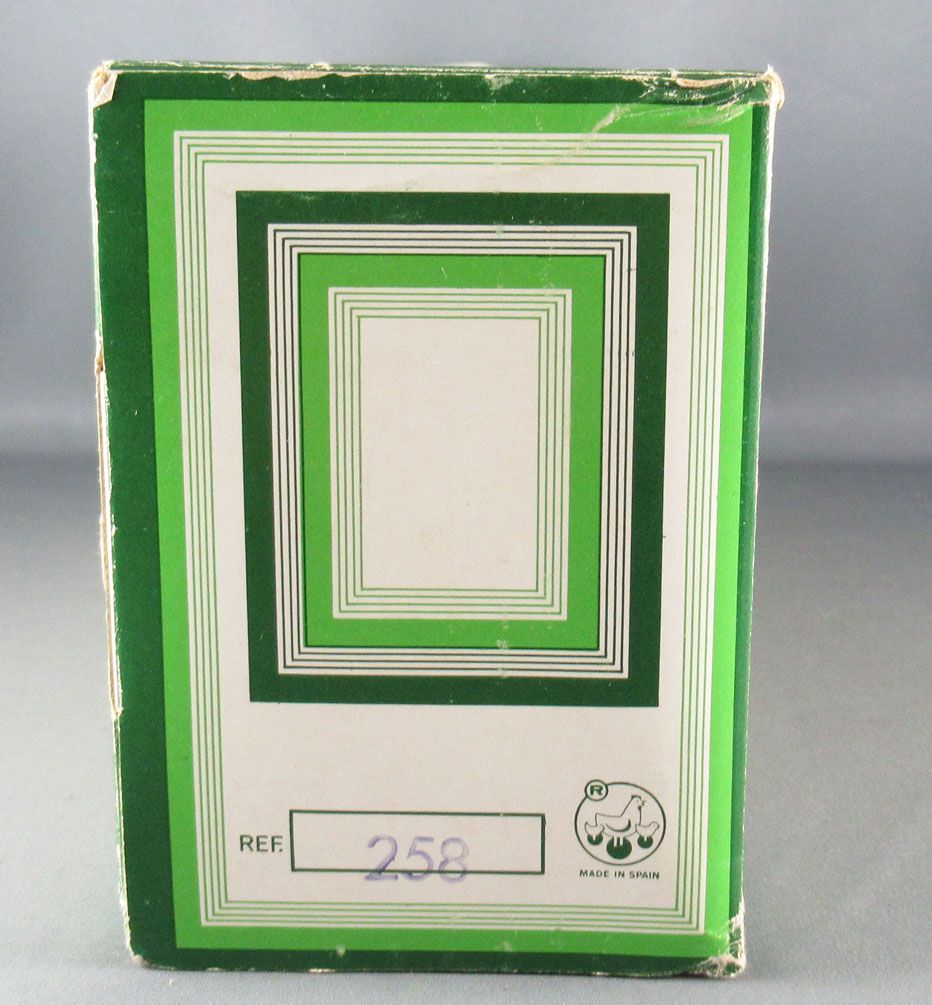 REF. 258
®
MADE IN SPAIN